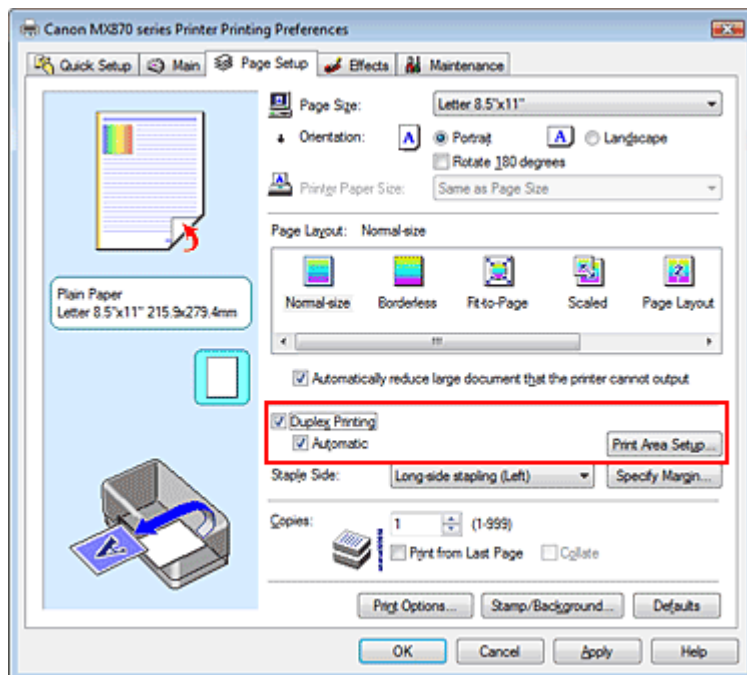 Canon MX870 series Printer Printing Preferences
Quick Setup Main Page Setup Effects Maintenance
Page Size: Letter 8.5"x11"
Orientation: A Portrait A Landscape
Rotate 180 degrees
Printer Paper Size: Same as Page Size
Page Layout: Normal-size
Normal-size Borderless Fit-to-Page Scaled Page Layout
Plain Paper
Letter 8.5"x11" 215.9x279.4mm
Automatically reduce large document that the printer cannot output
Duplex Printing
Automatic Print Area Setup...
Staple Side: Long-side stapling (Left) Specify Margin...
Copies: 1 (1-999)
Print from Last Page Collate
Print Options... Stamp/Background... Defaults
OK Cancel Apply Help